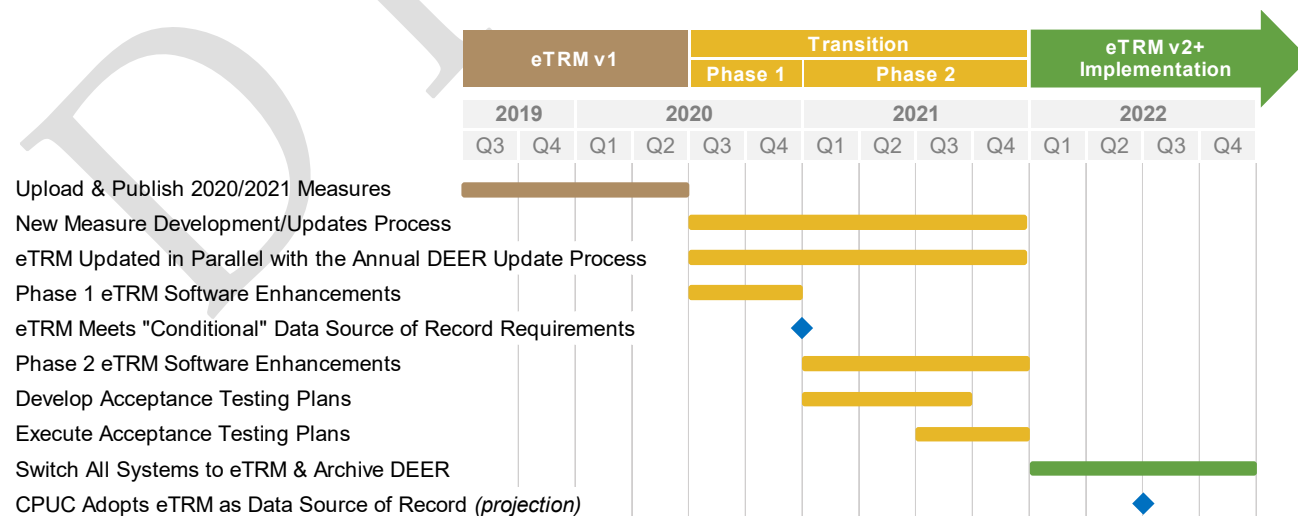 eTRM v1
Transition
Phase 1 Phase 2
eTRM v2+
Implementation
2019 2020 2021 2022
Q3 Q4 Q1 Q2 Q3 Q4 Q1 Q2 Q3 Q4 Q1 Q2 Q3 Q4
Upload & Publish 2020/2021 Measures
New Measure Development/Updates Process
eTRM Updated in Parallel with the Annual DEER Update Process
Phase 1 eTRM Software Enhancements
eTRM Meets "Conditional" Data Source of Record Requirements
Phase 2 eTRM Software Enhancements
Develop Acceptance Testing Plans
Execute Acceptance Testing Plans
Switch All Systems to eTRM & Archive DEER
CPUC Adopts eTRM as Data Source of Record (projection)